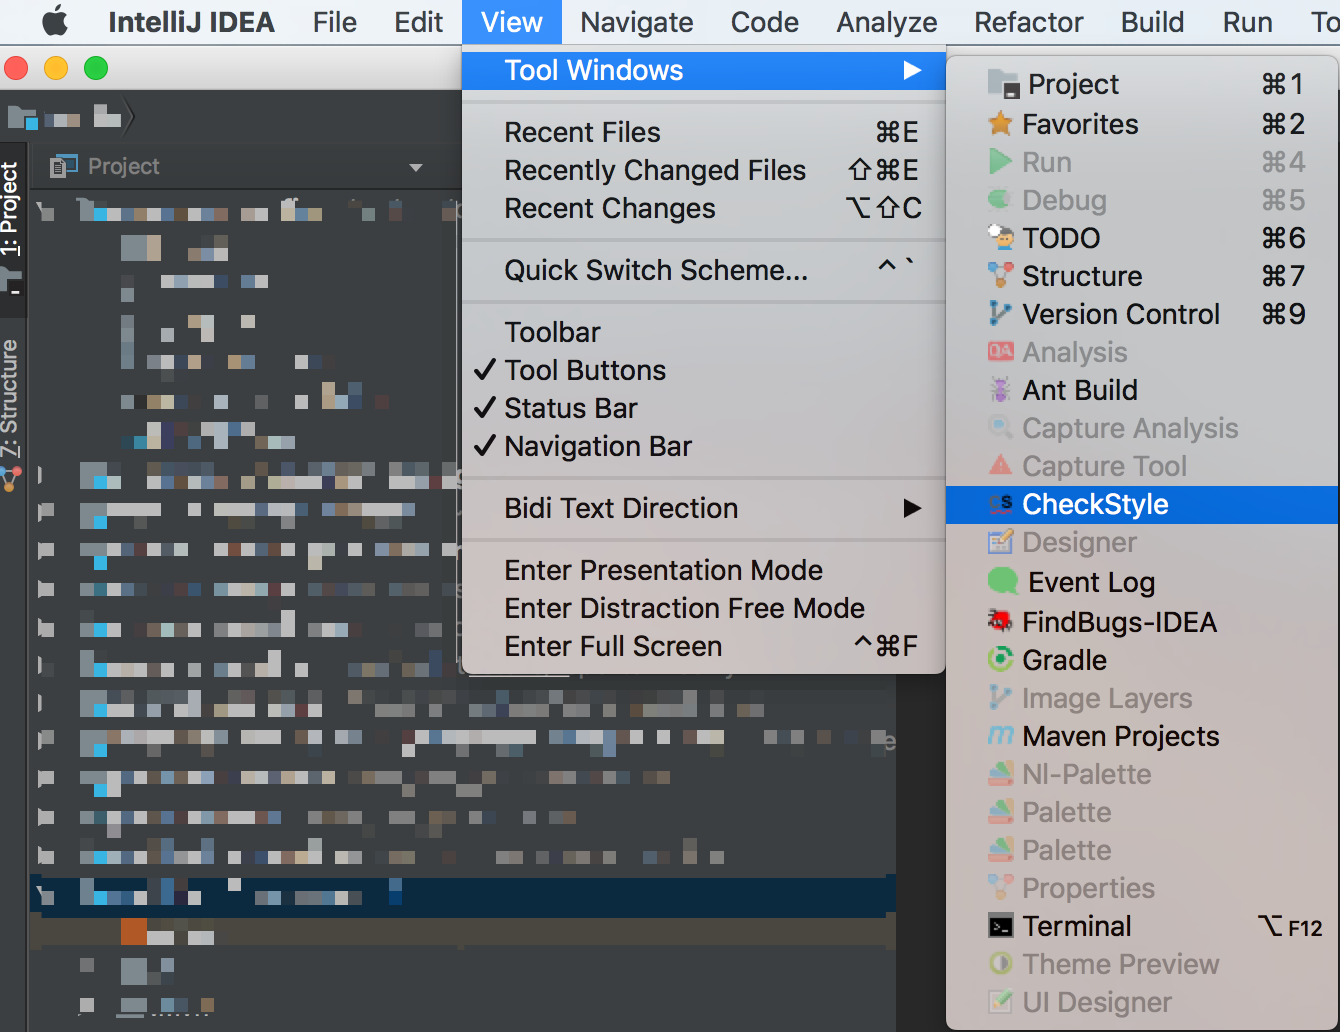 IntelliJ IDEA File Edit View Navigate Code Analyze Refactor Build Run To
Project
1: Project
7: Structure
Tool Windows
Recent Files ⌘E
Recently Changed Files ⇧⌘E
Recent Changes ⌥⇧C
Quick Switch Scheme... ^`
Toolbar
✓ Tool Buttons
✓ Status Bar
✓ Navigation Bar
Bidi Text Direction
Enter Presentation Mode
Enter Distraction Free Mode
Enter Full Screen ^⌘F
Project ⌘1
Favorites ⌘2
Run ⌘4
Debug ⌘5
TODO ⌘6
Structure ⌘7
Version Control ⌘9
Analysis
Ant Build
Capture Analysis
Capture Tool
CheckStyle
Designer
Event Log
FindBugs-IDEA
Gradle
Image Layers
Maven Projects
Nl-Palette
Palette
Palette
Properties
Terminal ⌥F12
Theme Preview
UI Designer